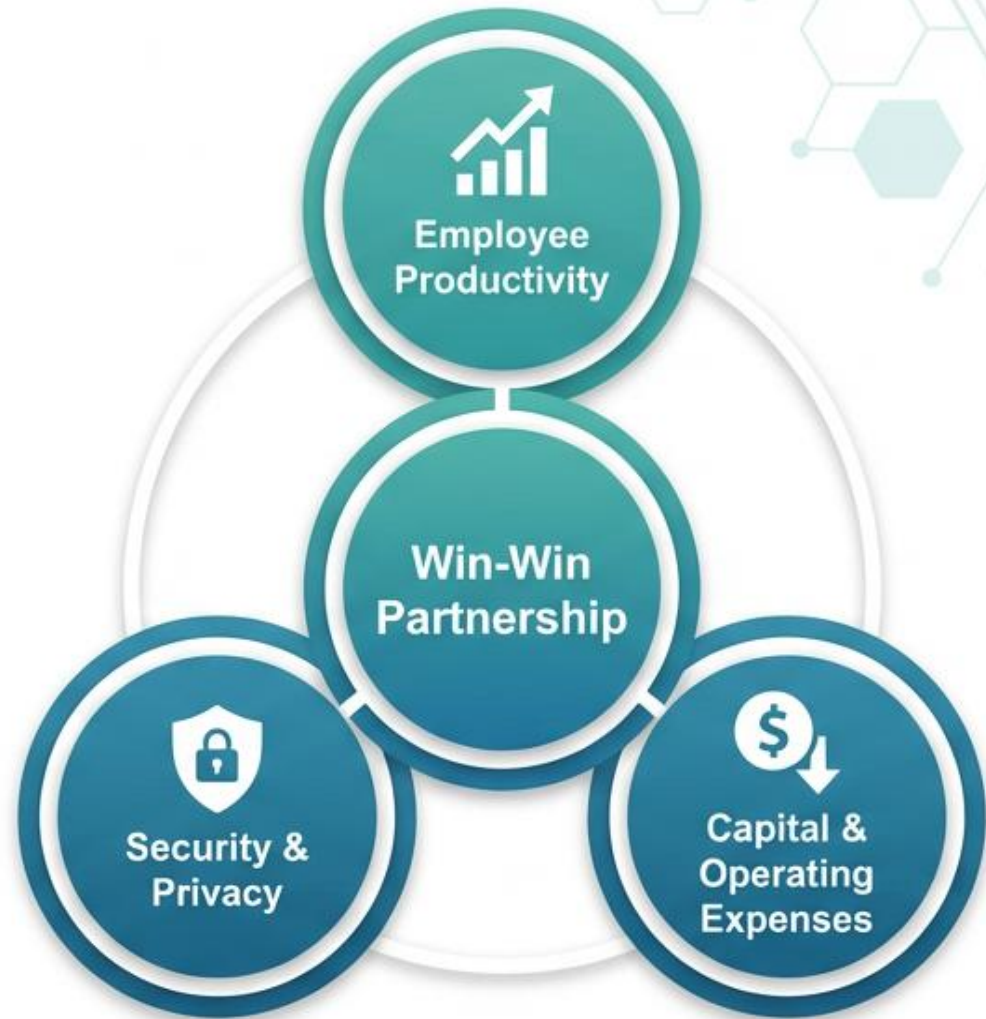 Employee
Productivity
Win-Win
Partnership
Security &
Privacy
$
Capital &
Operating
Expenses